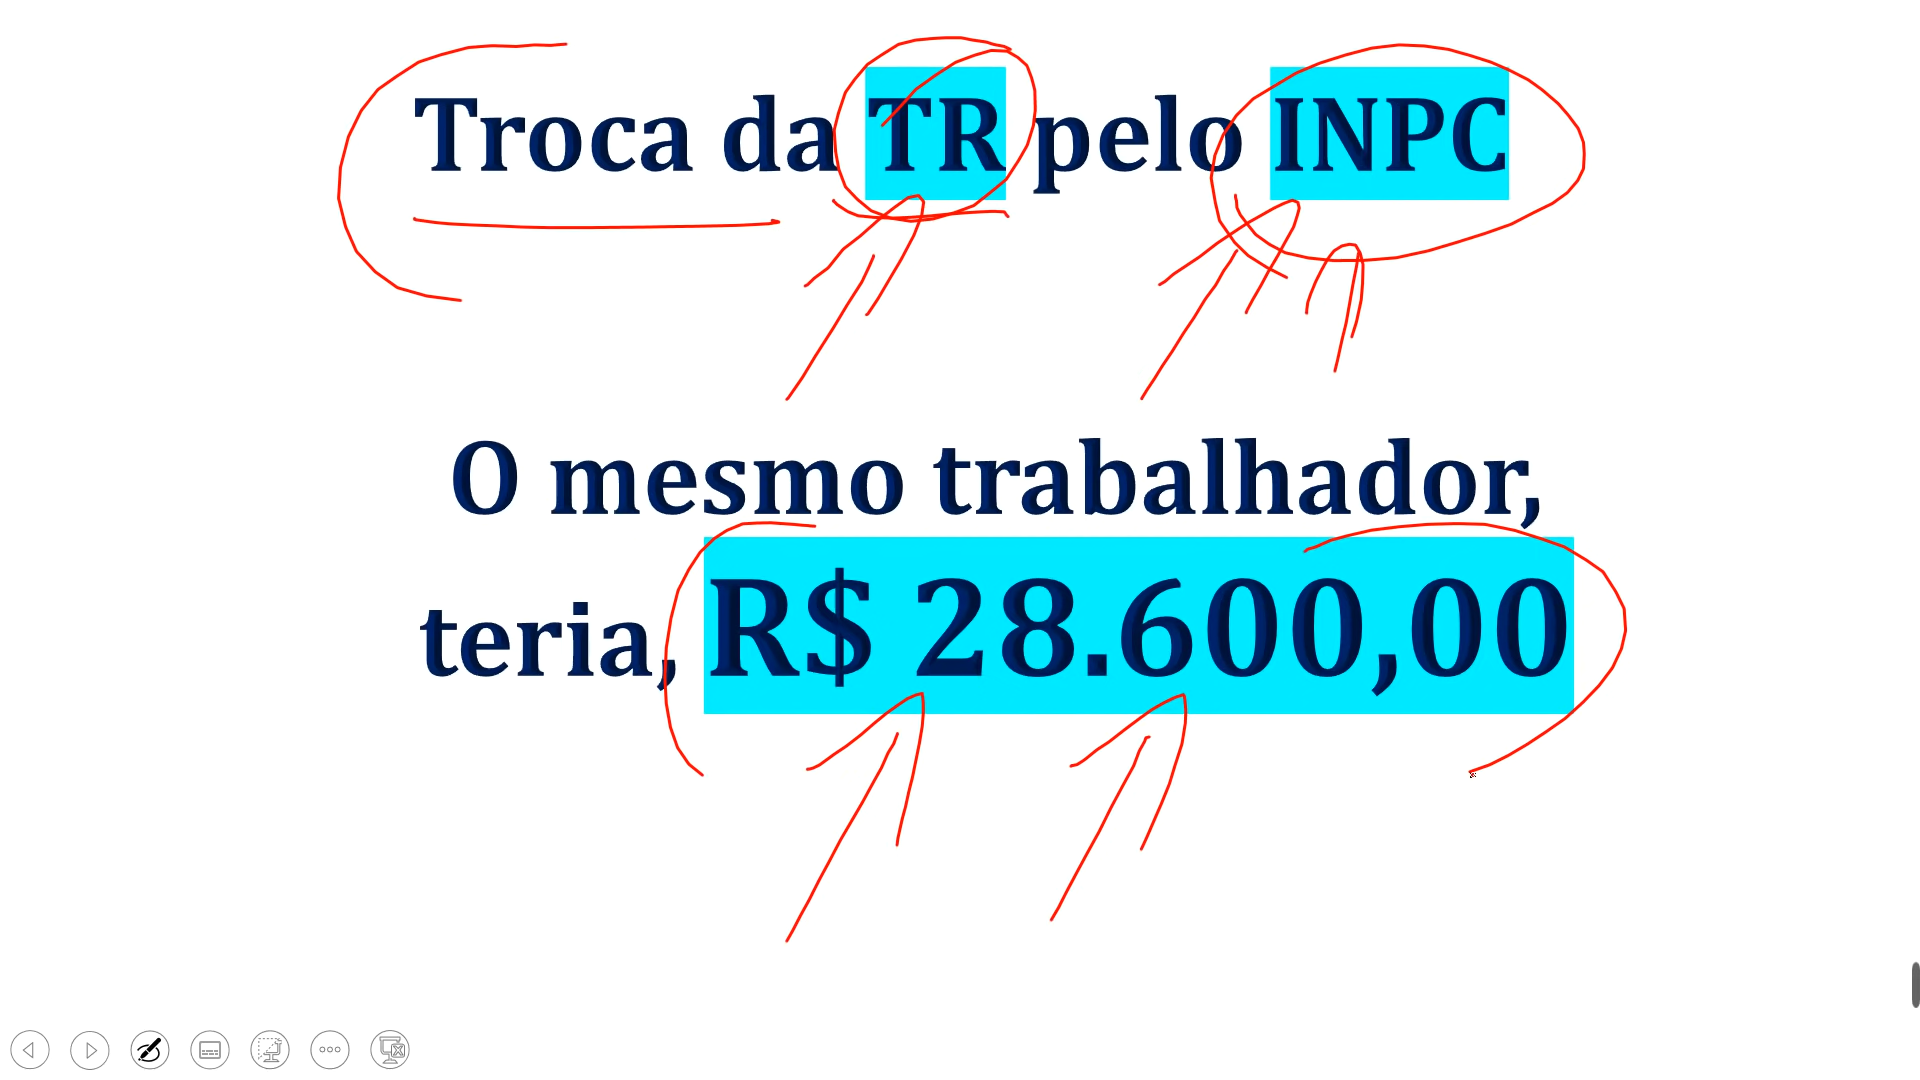 Troca da TR pelo INPC
O mesmo trabalhador,
teria, R$ 28.600,00